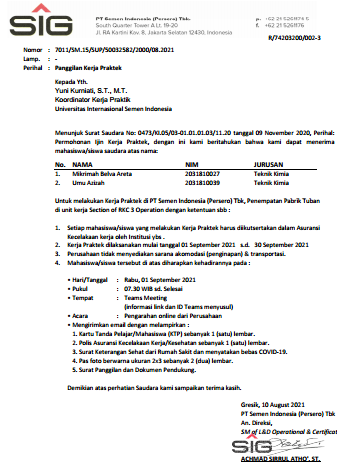 SIG
PT Semen Indonesia (Persero) Tbk.
South Quarter Tower A Lt. 19-20
Jl. RA Kartini Kav. 8, Jakarta Selatan 12430, Indonesia
p. +62 21 5261174 5
f. +62 21 5261176
R/74203200/002-3
Nomor : 7011/SM.15/SUP/50032582/2000/08.2021
Lamp. : -
Perihal : Panggilan Kerja Praktek
Kepada Yth.
Yuni Kurniati, S.T., M.T.
Koordinator Kerja Praktik
Universitas Internasional Semen Indonesia
Menunjuk Surat Saudara No: 0473/KI.05/03-01.01.01.03/11.20 tanggal 09 November 2020, Perihal:
Permohonan Ijin Kerja Praktek, dengan ini kami beritahukan bahwa kami dapat menerima
mahasiswa/siswa saudara atas nama:
No. NAMA NIM JURUSAN
1. Mikrimah Belva Areta 2031810027 Teknik Kimia
2. Umu Azizah 2031810039 Teknik Kimia
Untuk melakukan Kerja Praktek di PT Semen Indonesia (Persero) Tbk, Penempatan Pabrik Tuban
di unit kerja Section of RKC 3 Operation dengan ketentuan sbb :
1. Setiap mahasiswa/siswa yang melakukan Kerja Praktek harus diikutsertakan dalam Asuransi
Kecelakaan kerja oleh Institusi ybs .
2. Kerja Praktek dilaksanakan mulai tanggal 01 September 2021 s.d. 30 September 2021
3. Perusahaan tidak menyediakan sarana akomodasi (penginapan) & transportasi.
4. Mahasiswa/siswa tersebut di atas diharapkan kehadirannya pada :
• Hari/Tanggal : Rabu, 01 September 2021
• Pukul : 07.30 WIB sd. Selesai
• Tempat : Teams Meeting
(informasi link dan ID Teams menyusul)
• Acara : Pengarahan online dari Perusahaan
• Mengirimkan email dengan melampirkan :
1. Kartu Tanda Pelajar/Mahasiswa (KTP) sebanyak 1 (satu) lembar.
2. Polis Asuransi Kecelakaan Kerja/Kesehatan sebanyak 1 (satu) lembar.
3. Surat Keterangan Sehat dari Rumah Sakit dan menyatakan bebas COVID-19.
4. Pas foto berwarna ukuran 2x3 sebanyak 2 (dua) lembar.
5. Surat Panggilan dan Dokumen Pendukung.
Demikian atas perhatian Saudara kami sampaikan terima kasih.
Gresik, 10 August 2021
PT Semen Indonesia (Persero) Tbk
An. Direksi,
SM of L&D Operational & Certificat
SIG
ACHMAD SIRRUL ATHO', ST.